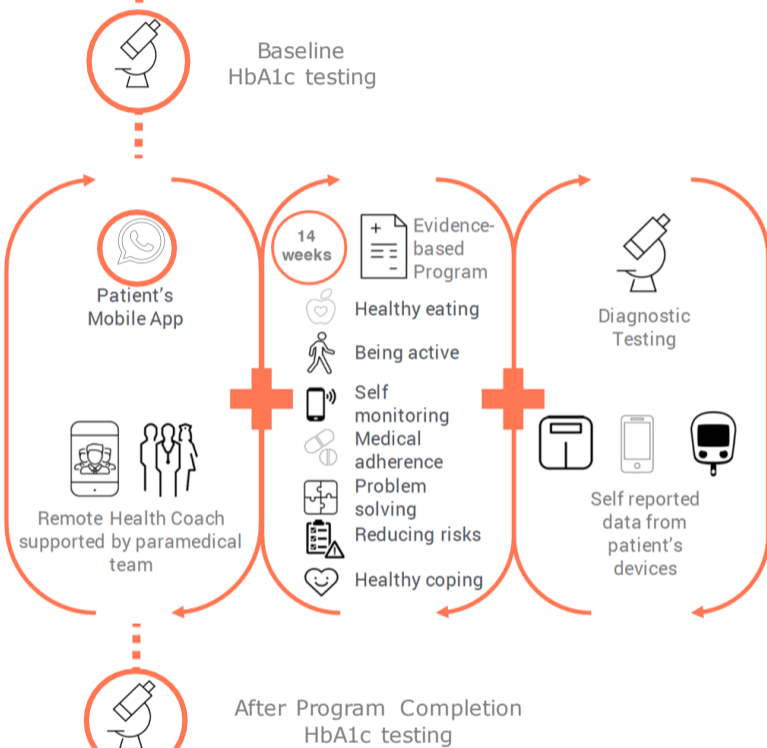 Baseline
HbA1c testing
Patient's
Mobile App
Remote Health Coach
supported by paramedical
team
14
weeks
Evidence-
based
Program
Healthy eating
Being active
Self
monitoring
Medical
adherence
Problem
solving
Reducing risks
Healthy coping
Diagnostic
Testing
Self reported
data from
patient's
devices
After Program Completion
HbA1c testing